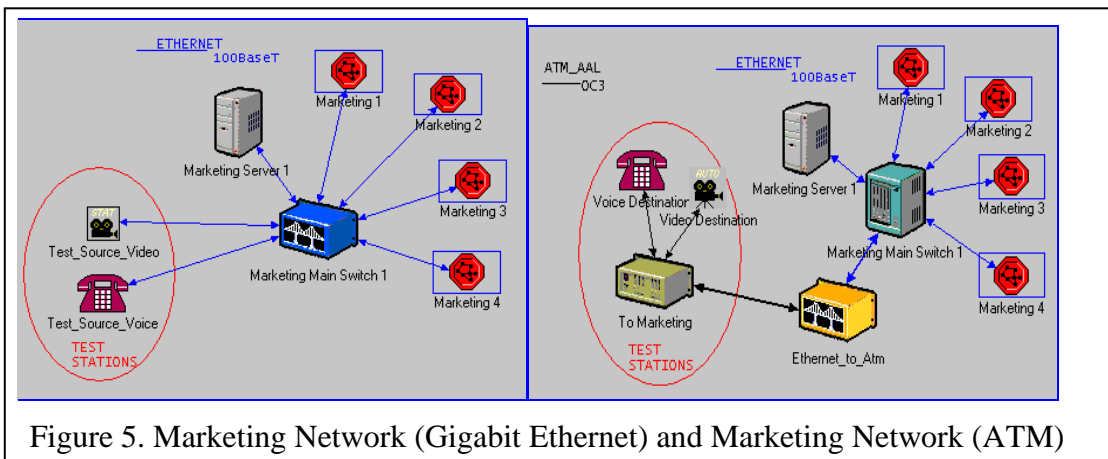 ETHERNET
100BaseT
Marketing 1
Marketing 2
Marketing Server 1
Marketing 3
STAT
Test_Source_Video
Marketing Main Switch 1
Marketing 4
Test_Source_Voice
TEST
STATIONS
ATM_AAL
OC3
ETHERNET
100BaseT
Marketing 1
Marketing 2
Marketing Server 1
AUTO
Voice Destination
Video Destination
Marketing 3
Marketing Main Switch 1
To Marketing
Marketing 4
TEST
STATIONS
Ethernet_to_Atm
Figure 5. Marketing Network (Gigabit Ethernet) and Marketing Network (ATM)